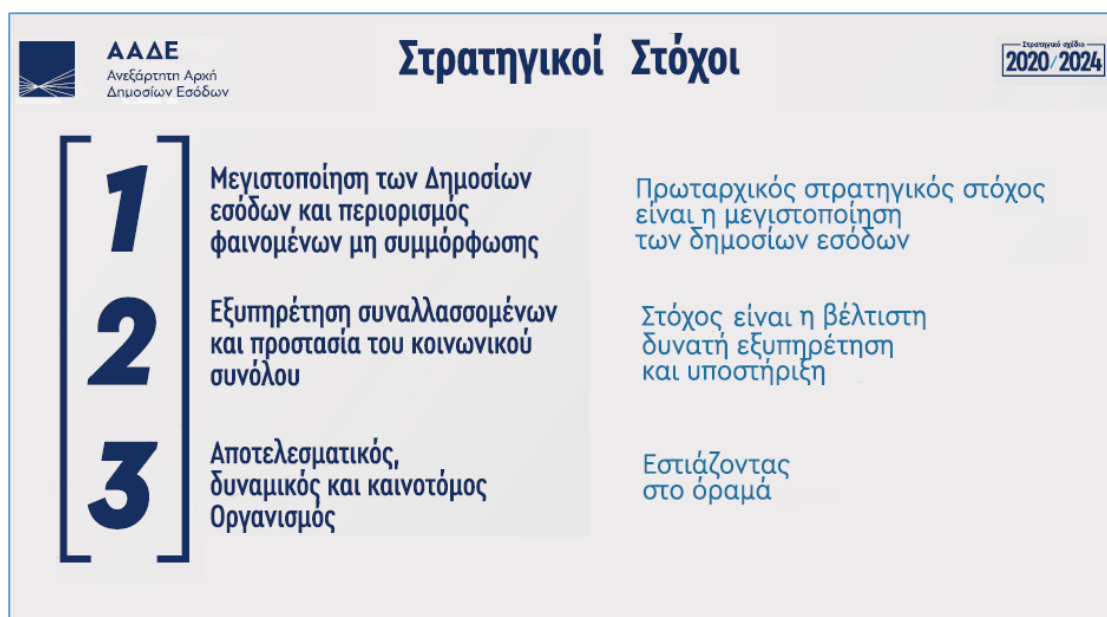 ΑΑΔΕ
Ανεξάρτητη Αρχή
Δημοσίων Εσόδων
Στρατηγικοί Στόχοι
Στρατηγικό σχέδιο
2020/2024
1
Μεγιστοποίηση των Δημοσίων
εσόδων και περιορισμός
φαινομένων μη συμμόρφωσης
Πρωταρχικός στρατηγικός στόχος
είναι η μεγιστοποίηση
των δημοσίων εσόδων
2
Εξυπηρέτηση συναλλασσομένων
και προστασία του κοινωνικού
συνόλου
Στόχος είναι η βέλτιστη
δυνατή εξυπηρέτηση
και υποστήριξη
3
Αποτελεσματικός,
δυναμικός και καινοτόμος
Οργανισμός
Εστιάζοντας
στο όραμά